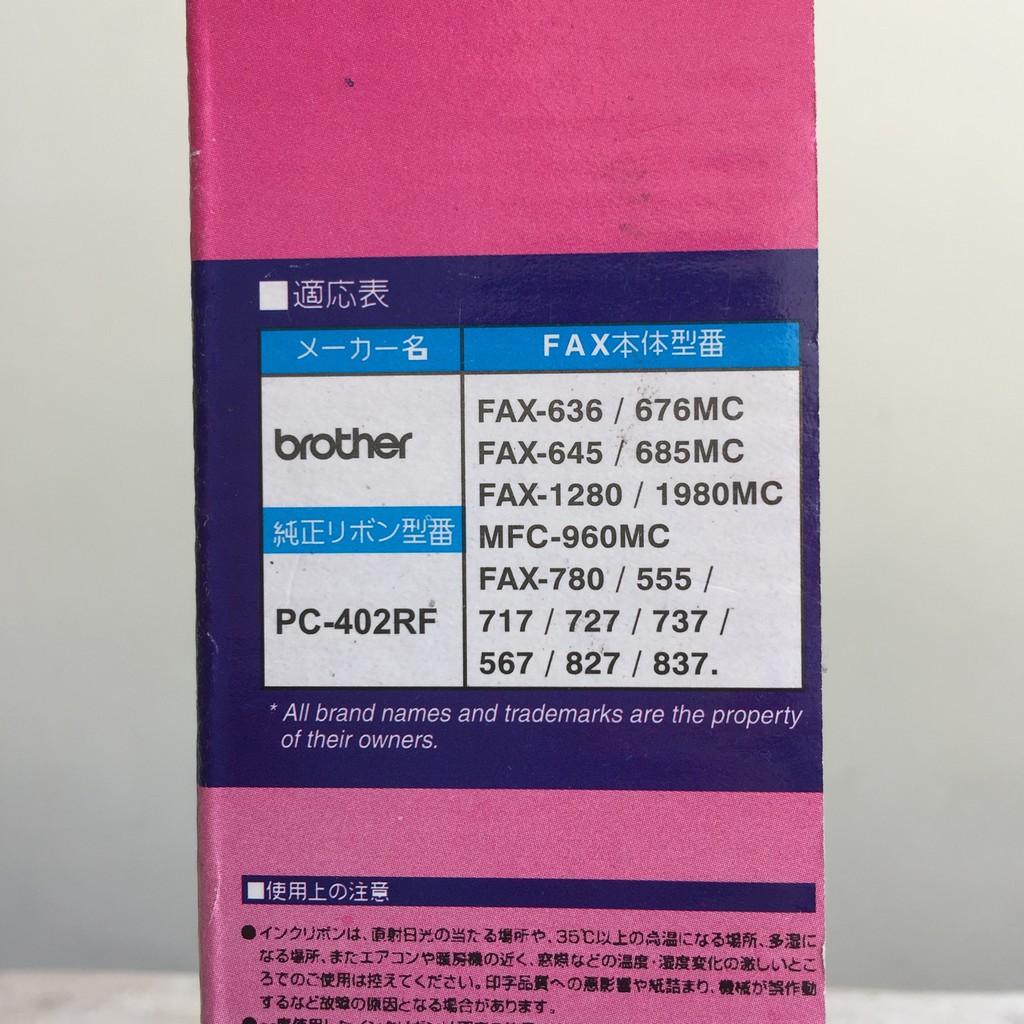 ■適応表
メーカー名
FAX本体型番
brother
FAX-636 / 676MC
FAX-645 / 685MC
FAX-1280 / 1980MC
純正リボン型番
MFC-960MC
PC-402RF
FAX-780 / 555 /
717 / 727 / 737 /
567 / 827 / 837.
* All brand names and trademarks are the property
of their owners.
■使用上の注意
●インクリボンは、直射日光の当たる場所や、35℃以上の高温になる場所、多湿に
なる場所、またエアコンや暖房機の近く、窓際などの温度・湿度変化の激しいとこ
ろでのご使用は控えてください。印字品質への悪影響や紙詰まり、機械が誤作動
するなど故障の原因となる場合があります。